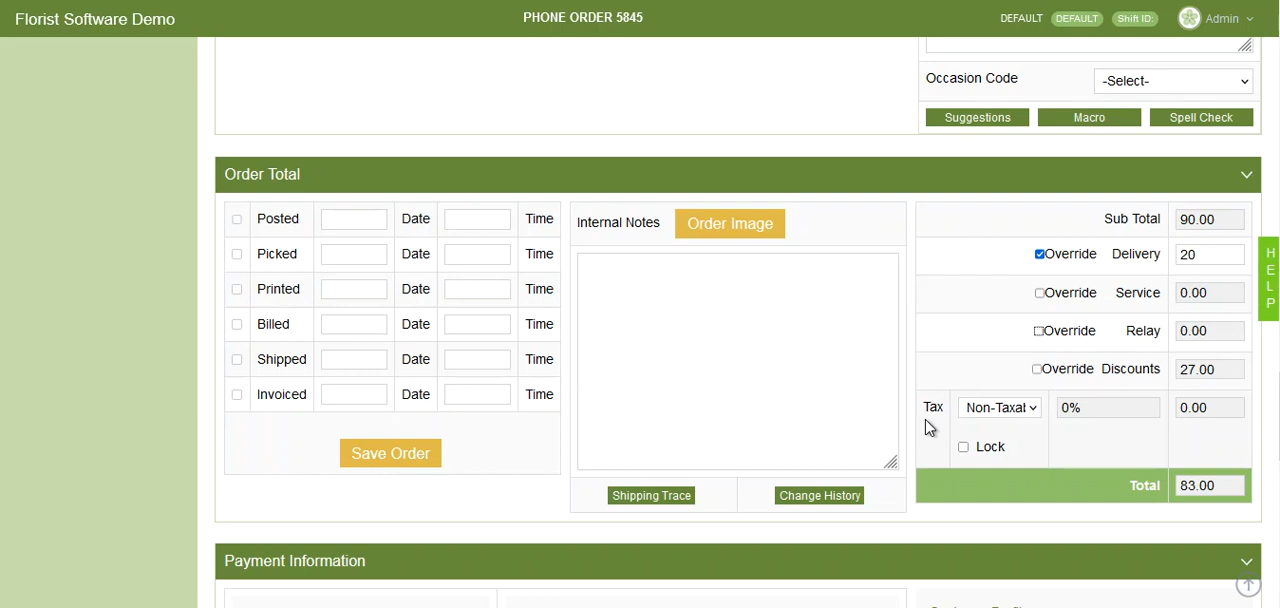 Florist Software Demo
PHONE ORDER 5845
DEFAULT DEFAULT Shift ID: Admin
Occasion Code -Select-
Suggestions Macro Spell Check
Order Total
Posted Date Time
Picked Date Time
Printed Date Time
Billed Date Time
Shipped Date Time
Invoiced Date Time
Save Order
Internal Notes Order Image
Shipping Trace Change History
Sub Total 90.00
Override Delivery 20
Override Service 0.00
Override Relay 0.00
Override Discounts 27.00
Tax Non-Taxal 0% 0.00
Lock
Total 83.00
HELP
Payment Information